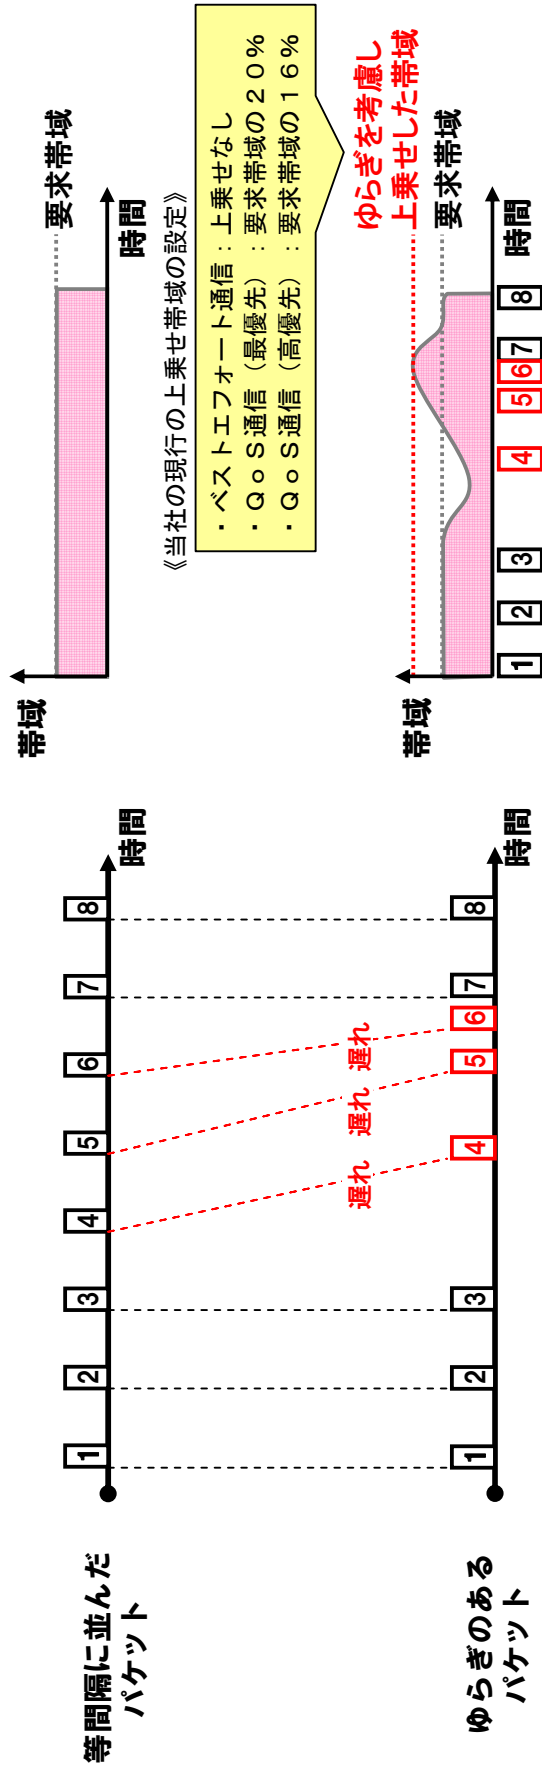 等間隔に並んだ
パケット
1 2 3 4 5 6 7 8
時間
遅れ 遅れ 遅れ
ゆらぎのある
パケット
1 2 3 4 5 6 7 8
時間
帯域
要求帯域
時間
《当社の現行の上乗せ帯域の設定》
・ベストエフォート通信：上乗せなし
・ＱｏＳ通信（最優先）：要求帯域の２０％
・ＱｏＳ通信（高優先）：要求帯域の１６％
ゆらぎを考慮し
上乗せした帯域
帯域
要求帯域
時間
1 2 3 4 5 6 7 8